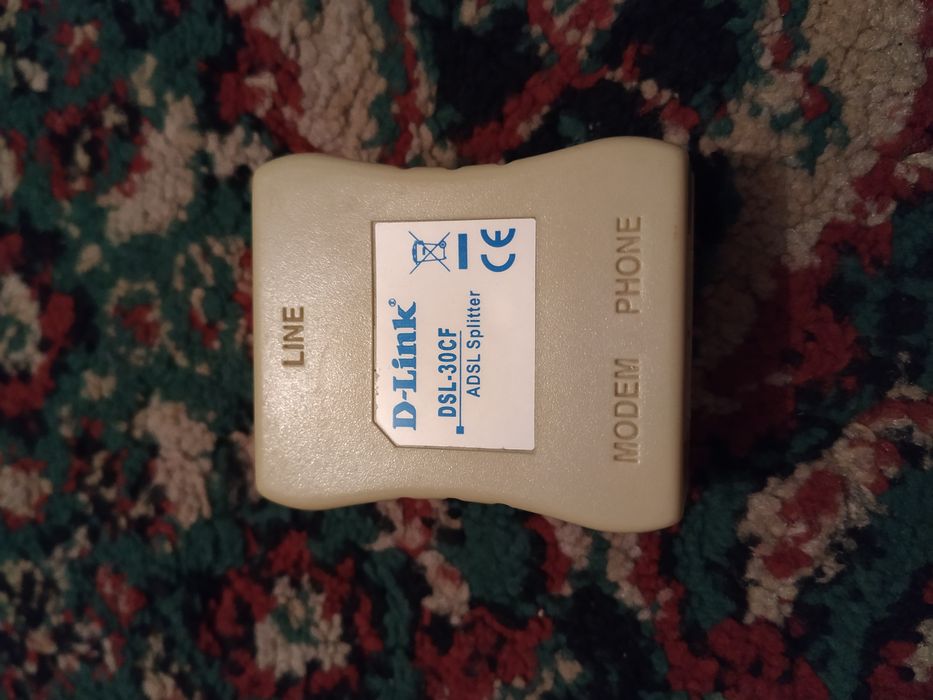 LINE
D-Link®
DSL-30CF
ADSL Splitter
CE
MODEM PHONE